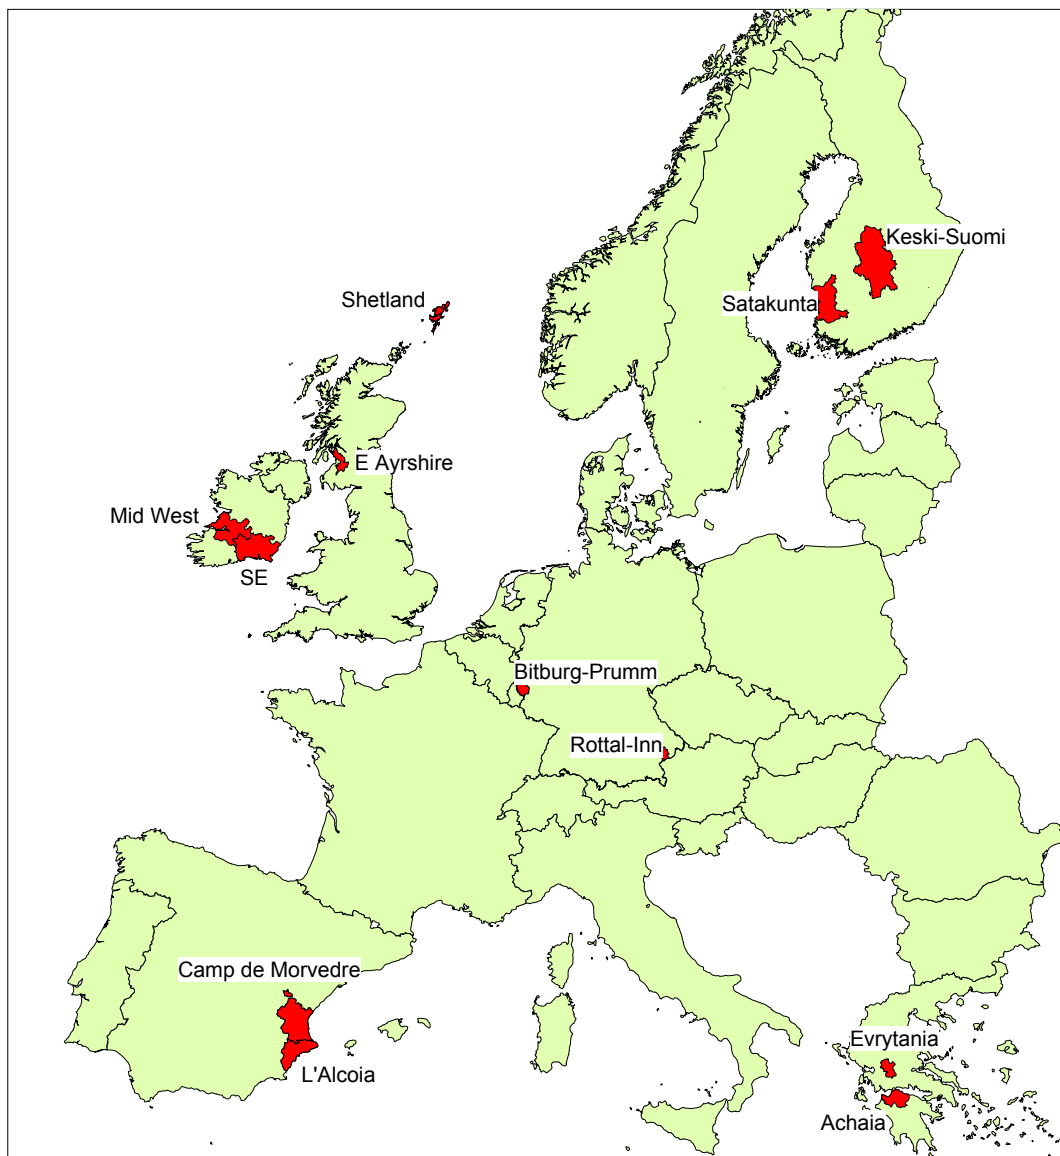 Keski-Suomi
Shetland
Satakunta
E Ayrshire
Mid West
SE
Bitburg-Prumm
Rottal-Inn
Camp de Morvedre
Evrytania
L'Alcoia
Achaia